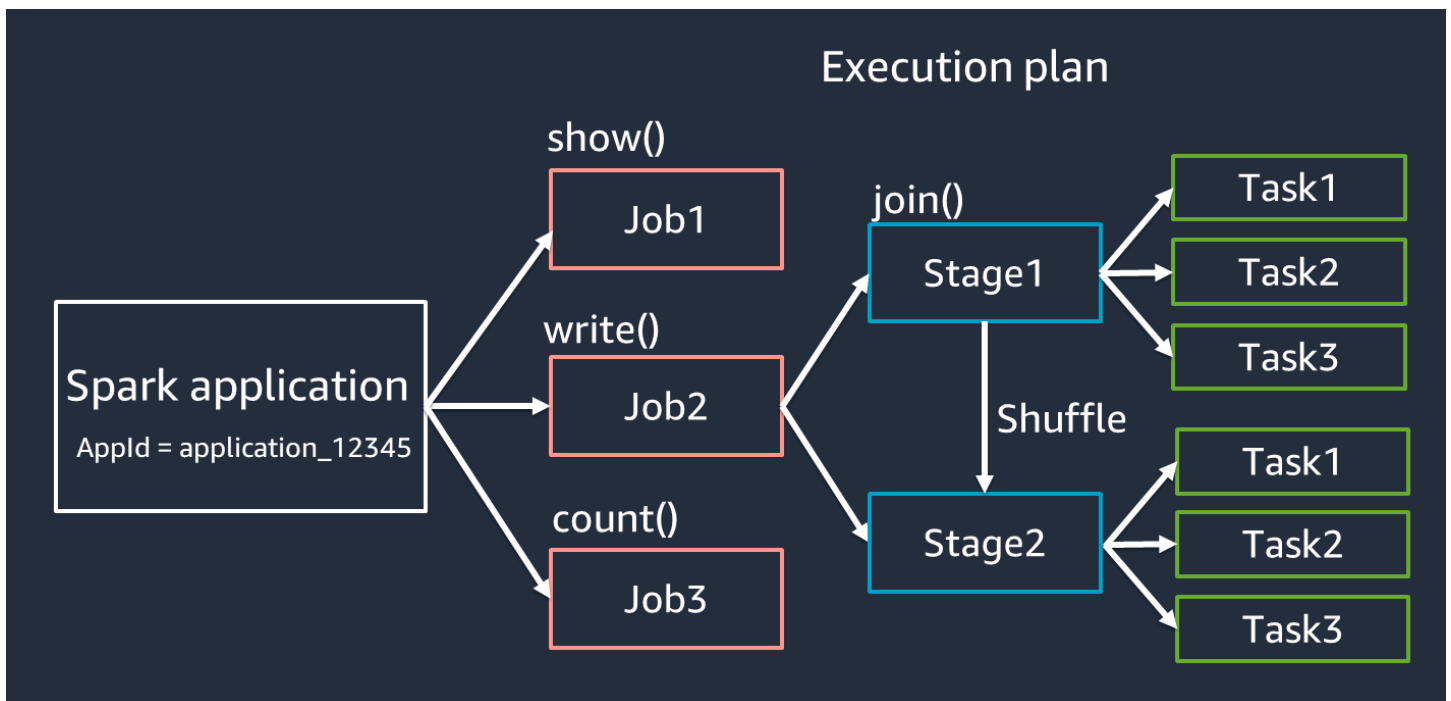 Execution plan
Spark application
AppId = application_12345
show()
Job1
write()
Job2
count()
Job3
join()
Stage1
Shuffle
Stage2
Task1
Task2
Task3
Task1
Task2
Task3